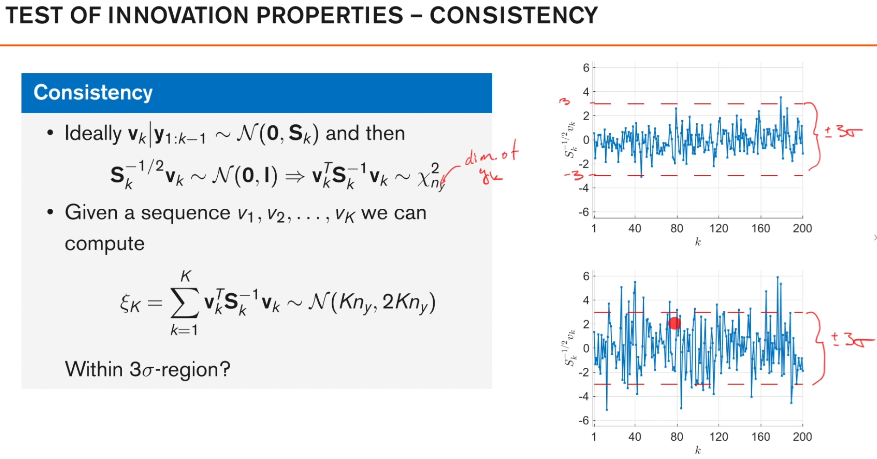 TEST OF INNOVATION PROPERTIES – CONSISTENCY
Consistency
• Ideally v_k|y_{1:k−1} ∼ 𝒩(0, S_k) and then
S_k^{−1/2} v_k ∼ 𝒩(0, I) ⇒ v_k^T S_k^{−1} v_k ∼ χ²_{n_y}
dim. of
y_k
• Given a sequence v_1, v_2, . . . , v_K we can
compute
ξ_K = ∑_{k=1}^{K} v_k^T S_k^{−1} v_k ∼ 𝒩(Kn_y, 2Kn_y)
Within 3σ-region?
6
4
3
2
0
-2
-3
-4
-6
S_k^{−1/2} v_k
1 40 80 120 160 200
k
± 3σ
6
4
2
0
-2
-4
-6
S_k^{−1/2} v_k
1 40 80 120 160 200
k
± 3σ